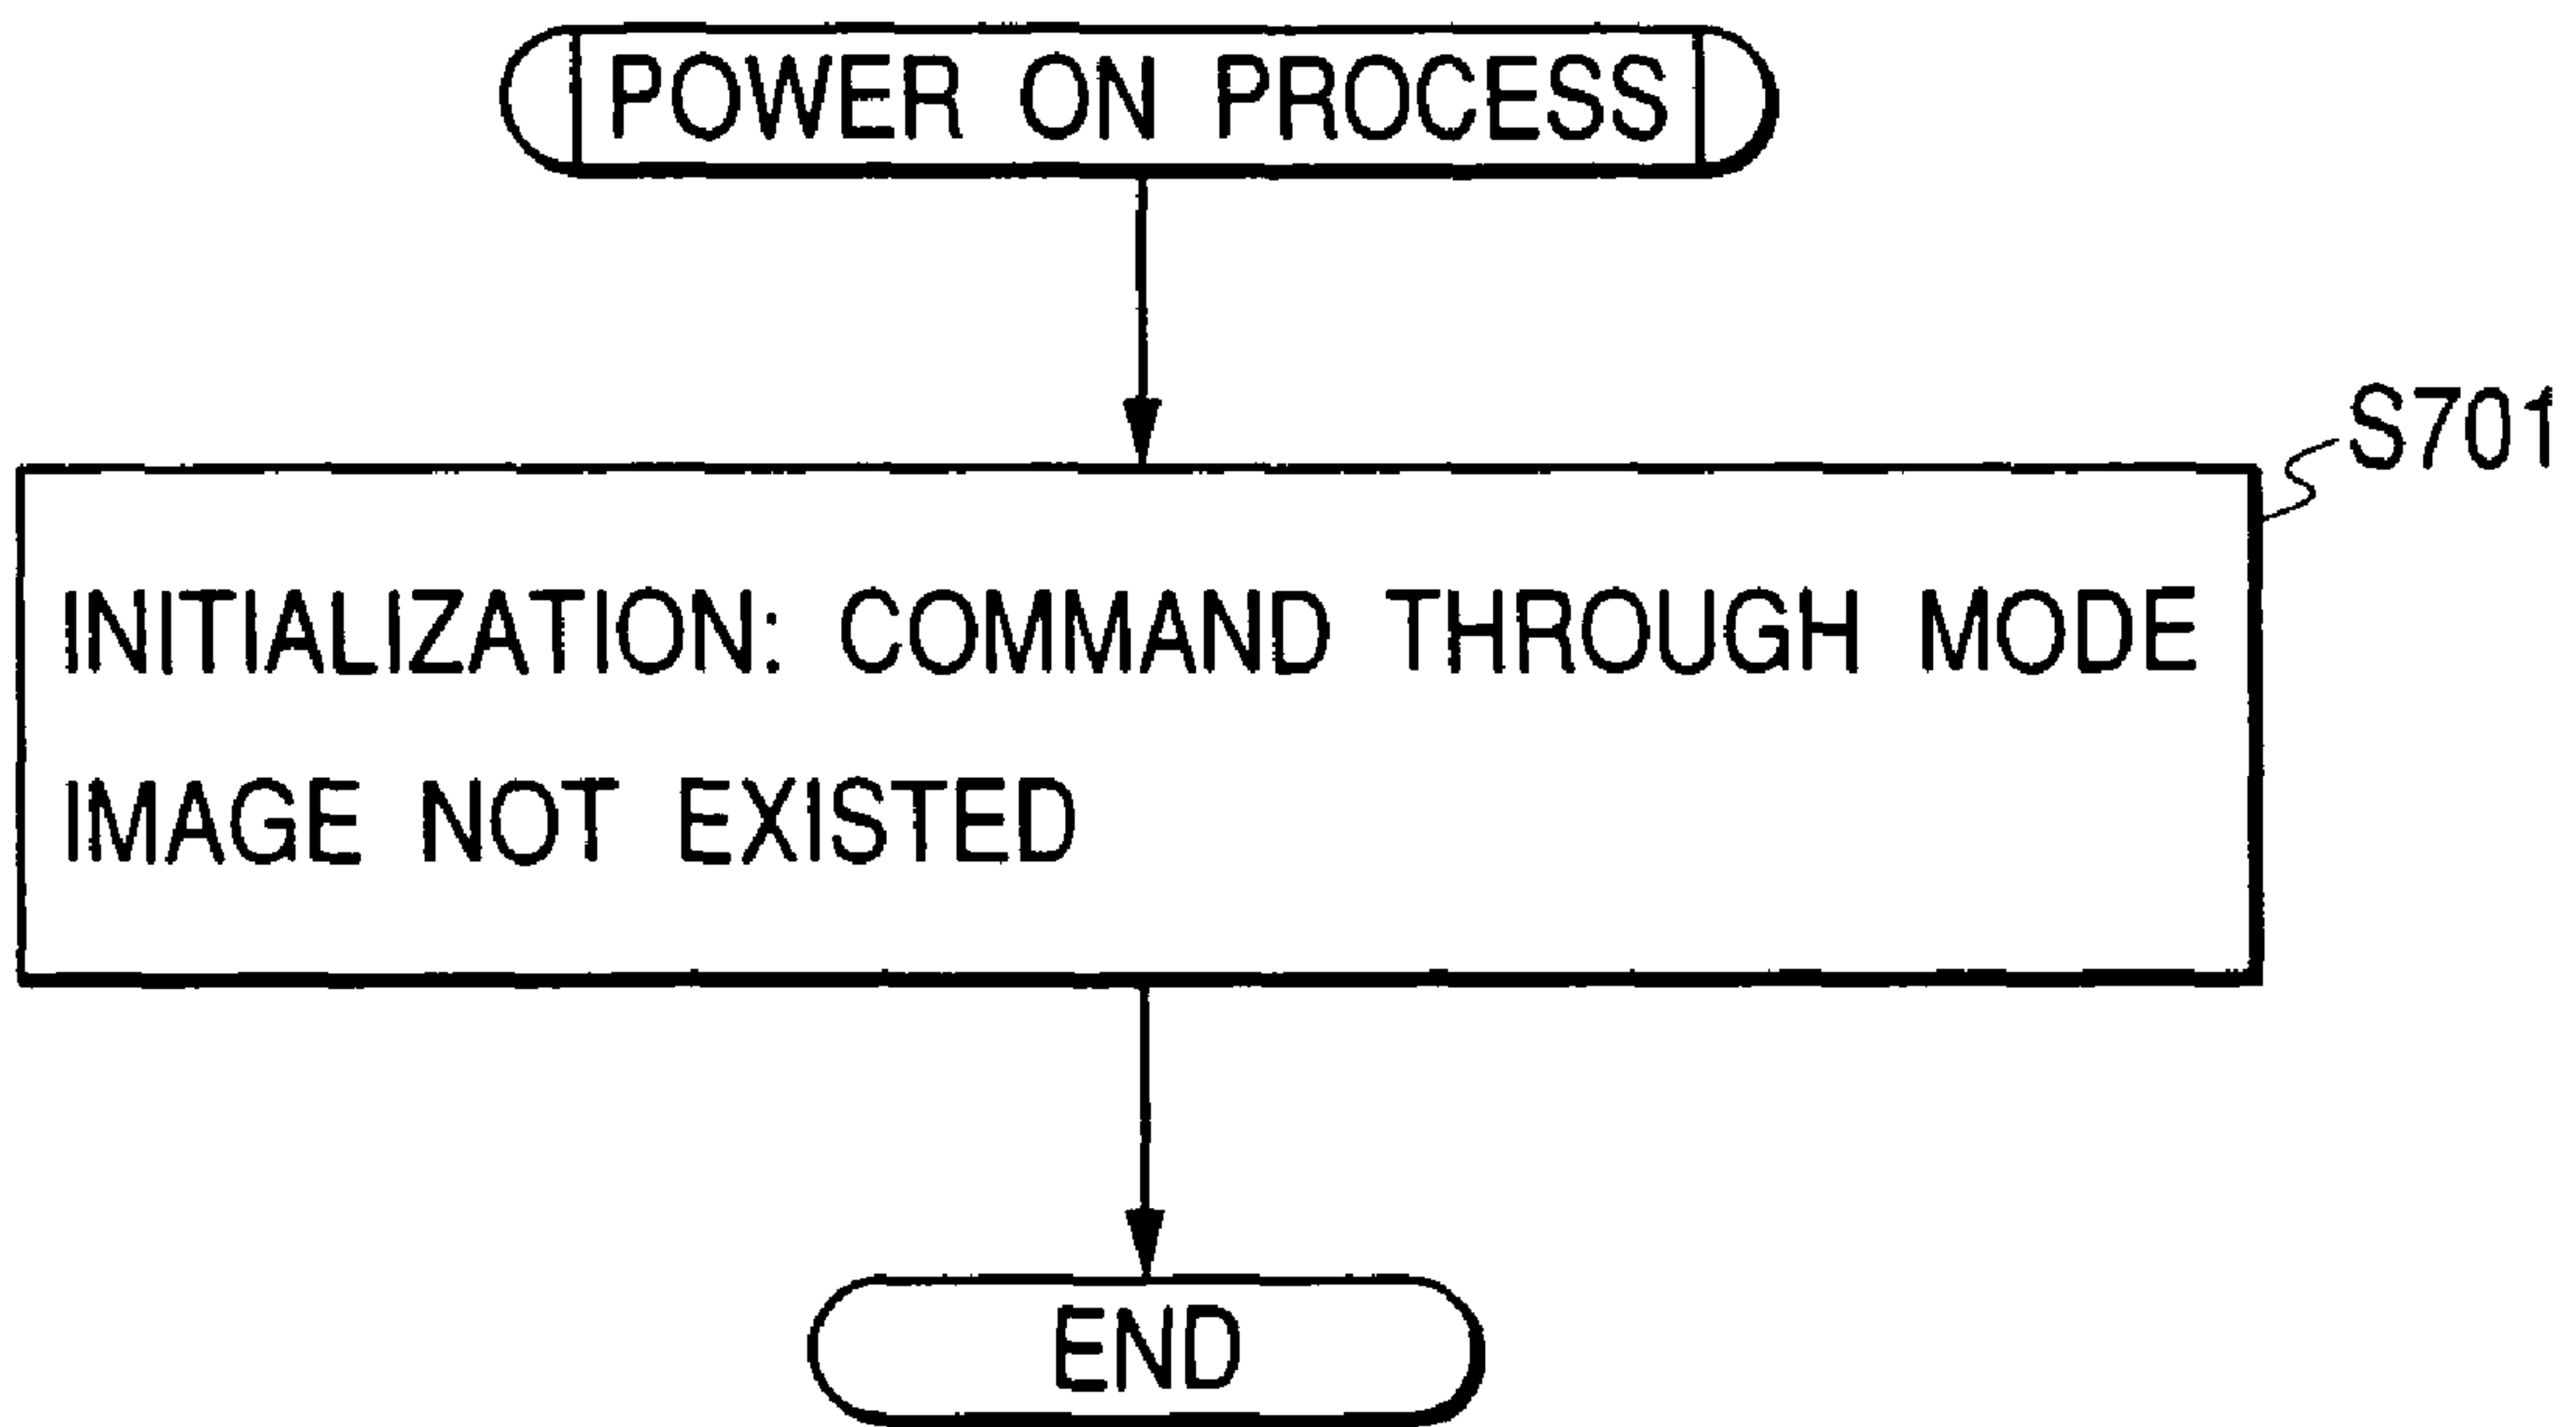 POWER ON PROCESS
S701
INITIALIZATION: COMMAND THROUGH MODE
IMAGE NOT EXISTED
END